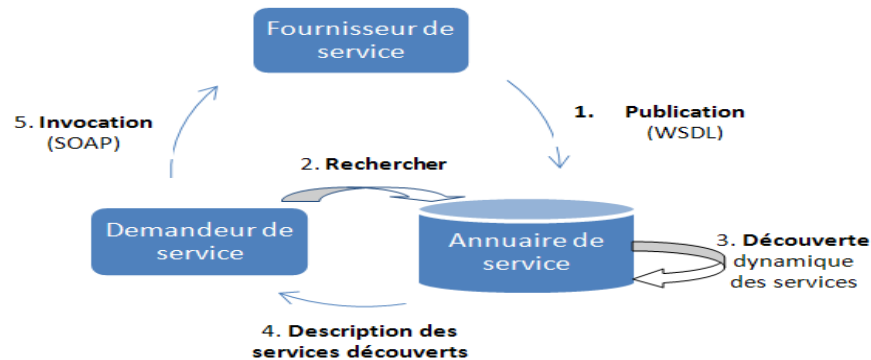 Fournisseur de
service
5. Invocation
(SOAP)
1. Publication
(WSDL)
2. Rechercher
Demandeur de
service
Annuaire de
service
3. Découverte
dynamique
des services
4. Description des
services découverts